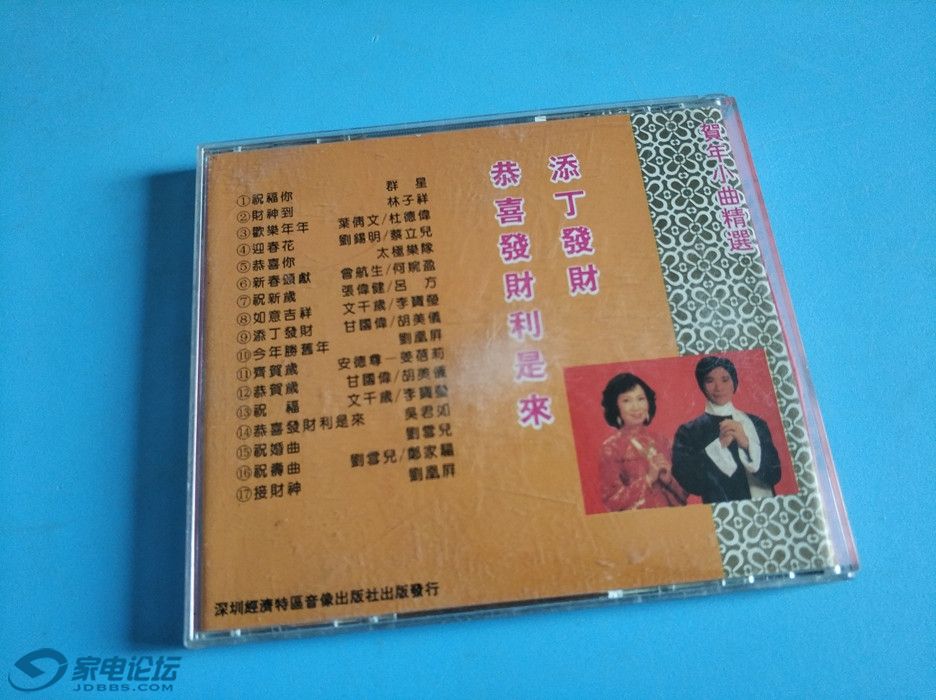 賀年小曲精選
添丁發財
恭喜發財利是來
①祝福你 群 星
②財神到 林子祥
③歡樂年年 葉倩文/杜德偉
④迎春花 劉錫明/蔡立兒
⑤恭喜你 太極樂隊
⑥新春頌獻 曾航生/何婉盈
⑦祝新歲 張偉健/呂 方
⑧如意吉祥 文千歲/李寶瑩
⑨添丁發財 甘國偉/胡美儀
⑩今年勝舊年 劉鳳屏
⑪齊賀歲 安德尊—姜蓓莉
⑫恭賀歲 甘國偉/胡美儀
⑬祝 福 文千歲/李寶瑩
⑭恭喜發財利是來 吳君如
⑮祝婚曲
⑯祝壽曲
⑰接財神 劉鳳屏
深圳經濟特區音像出版社出版發行
家电论坛
JDBBS.COM